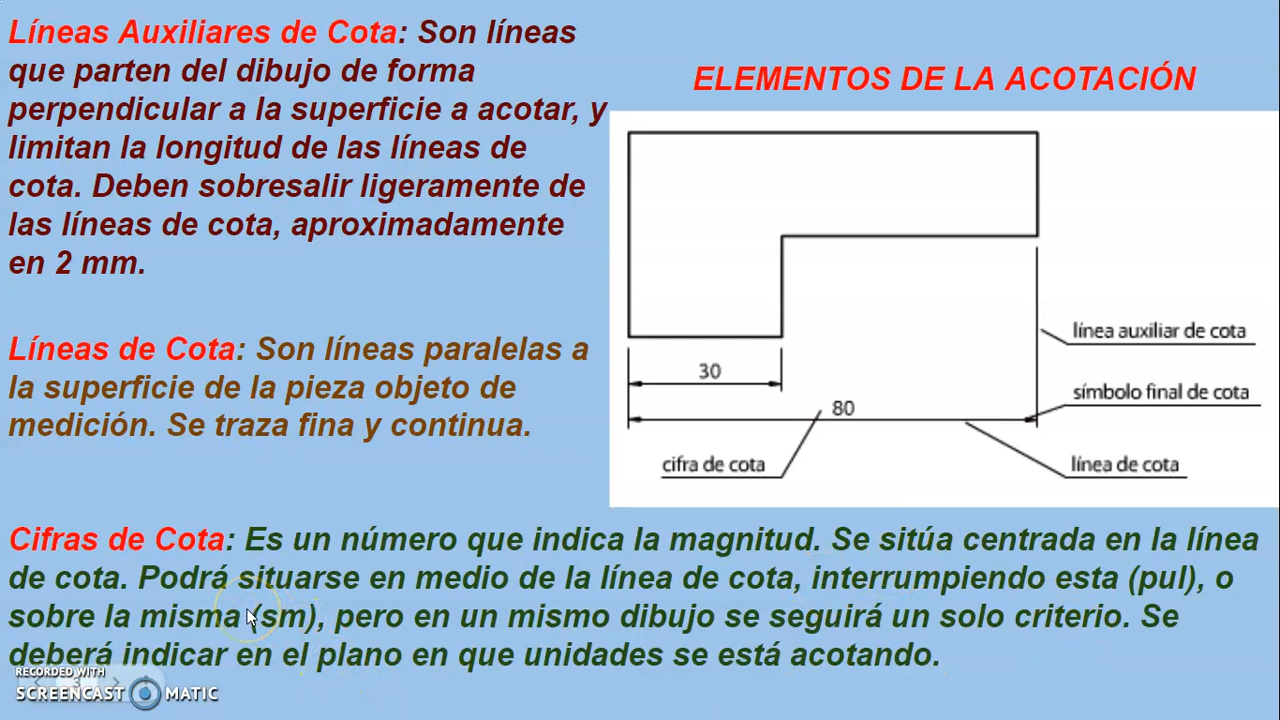 Líneas Auxiliares de Cota: Son líneas
que parten del dibujo de forma
perpendicular a la superficie a acotar, y
limitan la longitud de las líneas de
cota. Deben sobresalir ligeramente de
las líneas de cota, aproximadamente
en 2 mm.
Líneas de Cota: Son líneas paralelas a
la superficie de la pieza objeto de
medición. Se traza fina y continua.
ELEMENTOS DE LA ACOTACIÓN
línea auxiliar de cota
30
símbolo final de cota
80
cifra de cota
línea de cota
Cifras de Cota: Es un número que indica la magnitud. Se sitúa centrada en la línea
de cota. Podrá situarse en medio de la línea de cota, interrumpiendo esta (pul), o
sobre la misma (sm), pero en un mismo dibujo se seguirá un solo criterio. Se
deberá indicar en el plano en que unidades se está acotando.
RECORDED WITH
SCREENCAST MATIC
3